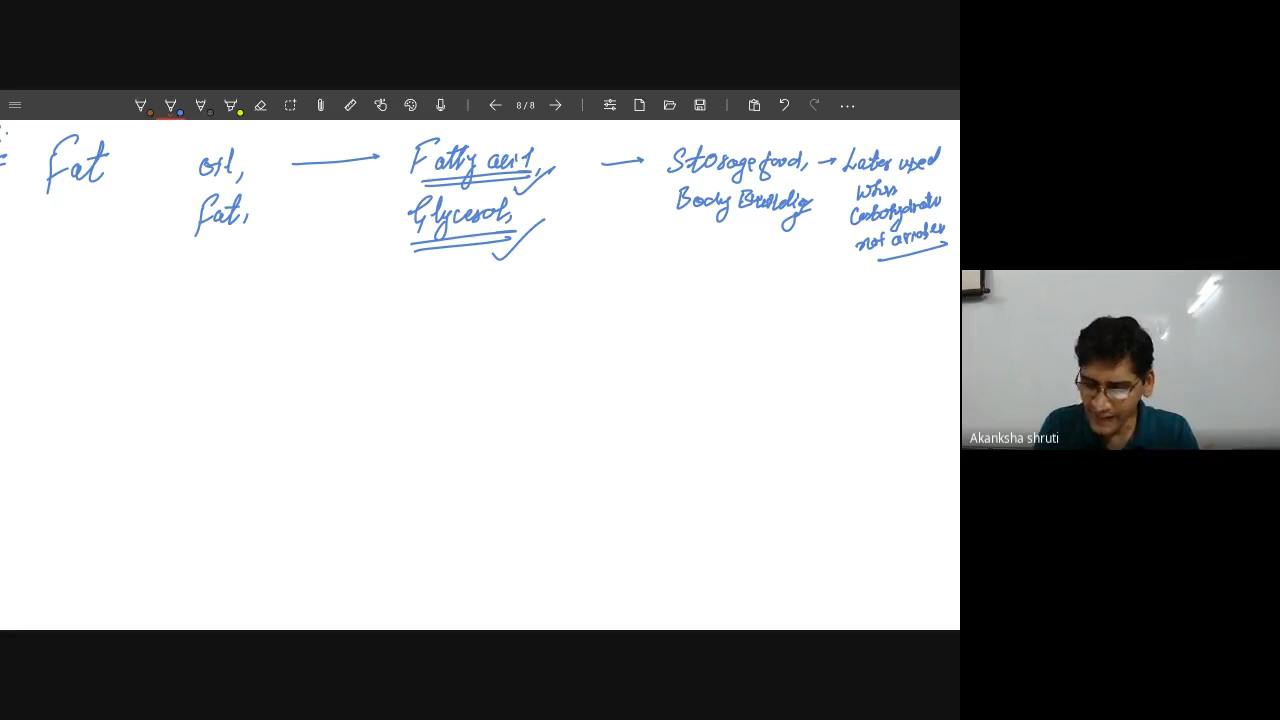 8/8
Fat
oil,
fat,
Fatty acid,
Glycerol,
Storage food,
Body Building
Later used
when
Carbohydrate
not
Akanksha shruti